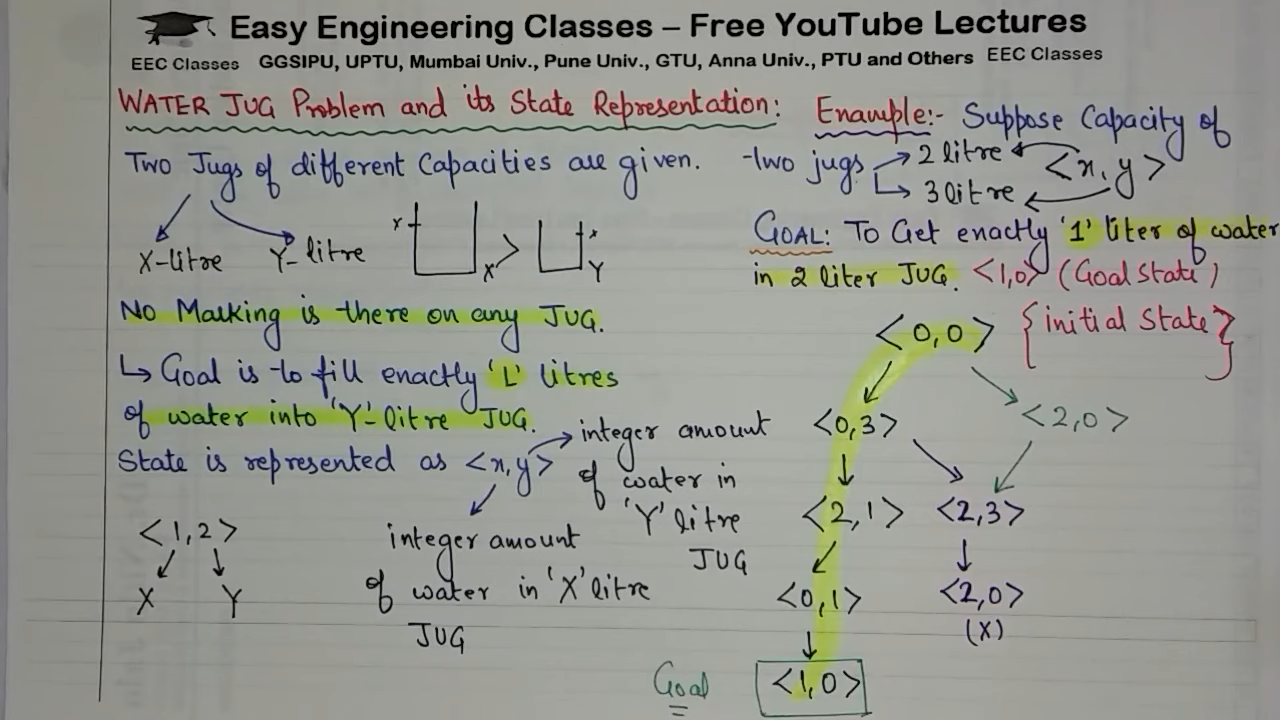 Easy Engineering Classes – Free YouTube Lectures
EEC Classes GGSIPU, UPTU, Mumbai Univ., Pune Univ., GTU, Anna Univ., PTU and Others EEC Classes
WATER JUG Problem and its State Representation:
Two Jugs of different Capacities are given.
X-litre Y-litre
x X > x Y
No Marking is there on any JUG.
↳ Goal is to fill exactly 'L' litres
of water into 'Y'-litre JUG.
State is represented as <x,y>
integer amount
of water in
'Y' litre
JUG
integer amount
of water in 'X' litre
JUG
<1,2>
X Y
Example:- Suppose Capacity of
two jugs → 2 litre <x,y>
↳ 3 litre
GOAL: To Get exactly '1' liter of water
in 2 liter JUG. <1,0> (Goal State)
<0,0> {initial State}
<0,3> <2,0>
<2,1> <2,3>
<0,1> <2,0>
(X)
Goal <1,0>